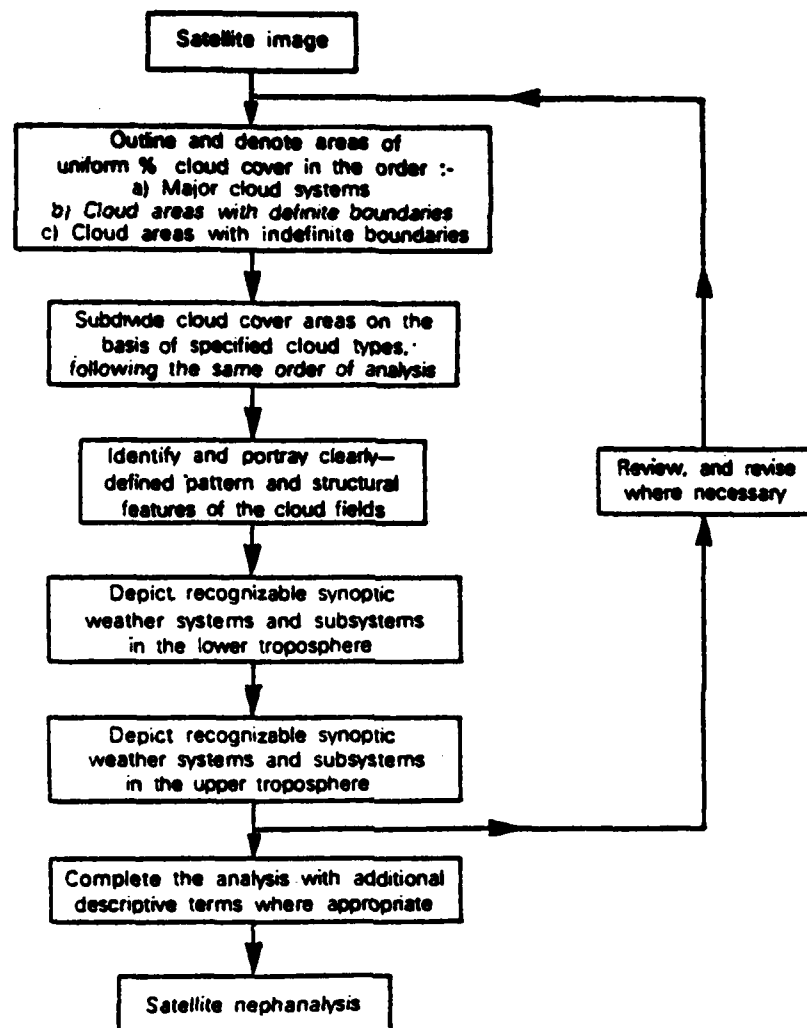 Satellite image
Outline and denote areas of
uniform % cloud cover in the order :-
a) Major cloud systems
b) Cloud areas with definite boundaries
c) Cloud areas with indefinite boundaries
Subdivide cloud cover areas on the
basis of specified cloud types,
following the same order of analysis
Identify and portray clearly—
defined pattern and structural
features of the cloud fields
Review, and revise
where necessary
Depict recognizable synoptic
weather systems and subsystems
in the lower troposphere
Depict recognizable synoptic
weather systems and subsystems
in the upper troposphere
Complete the analysis with additional
descriptive terms where appropriate
Satellite nephanalysis